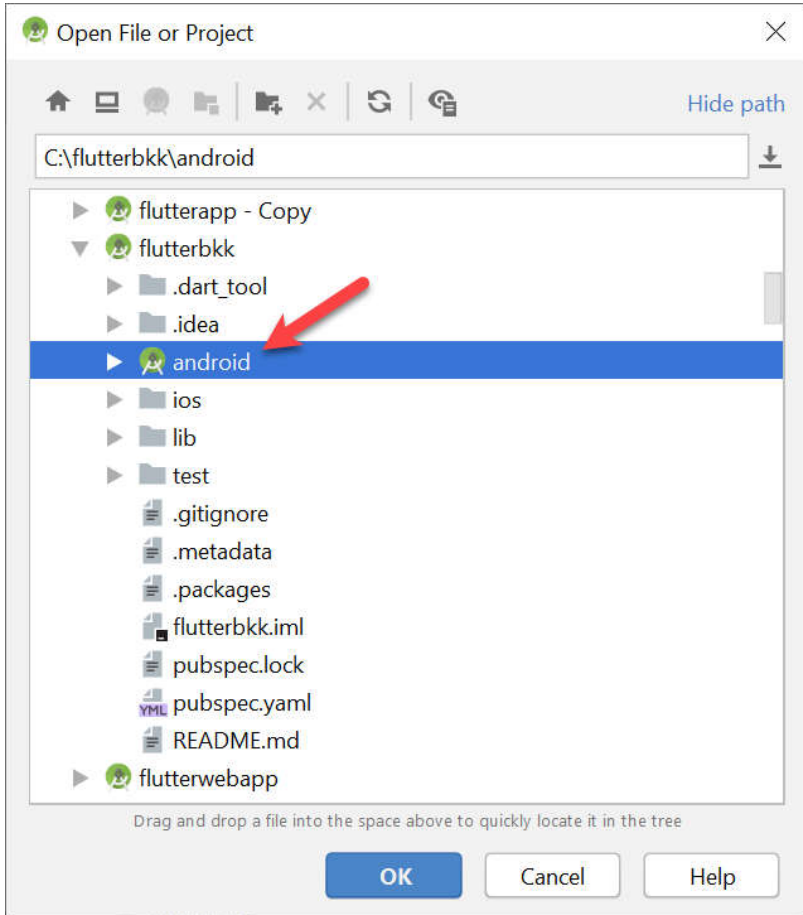 Open File or Project
Hide path
C:\flutterbkk\android
flutterapp - Copy
flutterbkk
.dart_tool
.idea
android
ios
lib
test
.gitignore
.metadata
.packages
flutterbkk.iml
pubspec.lock
YML pubspec.yaml
README.md
flutterwebapp
Drag and drop a file into the space above to quickly locate it in the tree
OK Cancel Help